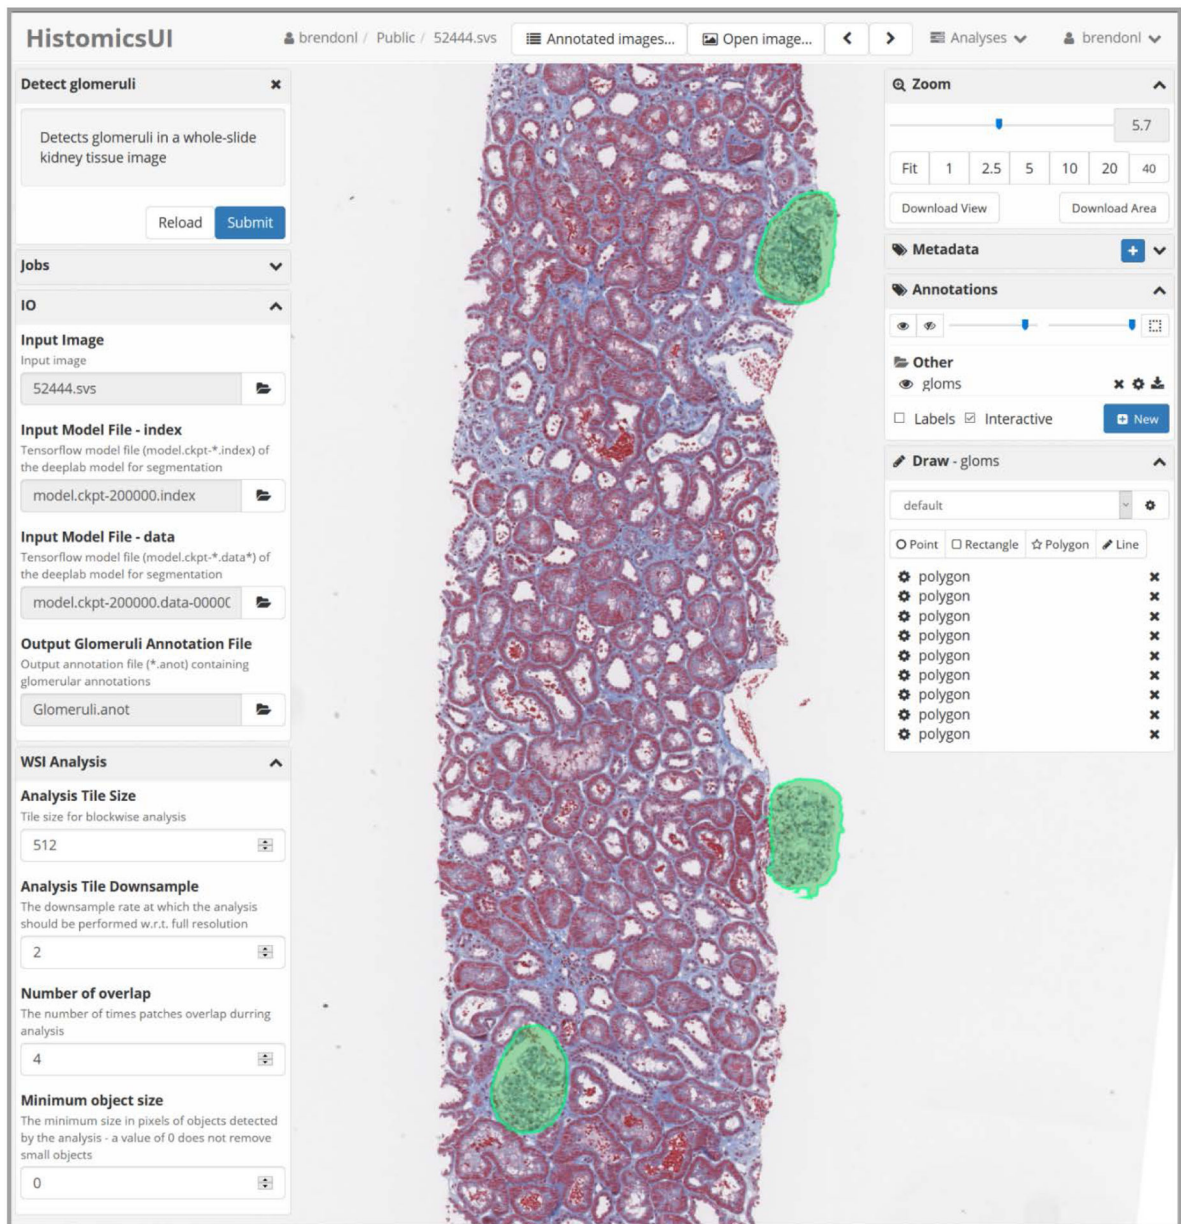 HistomicsUI
brendonl / Public / 52444.svs
Annotated images...
Open image...
Analyses
brendonl
Detect glomeruli
Detects glomeruli in a whole-slide
kidney tissue image
Reload
Submit
Jobs
IO
Input Image
Input image
52444.svs
Input Model File - index
Tensorflow model file (model.ckpt-*.index) of
the deeplab model for segmentation
model.ckpt-200000.index
Input Model File - data
Tensorflow model file (model.ckpt-*.data*) of
the deeplab model for segmentation
model.ckpt-200000.data-0000C
Output Glomeruli Annotation File
Output annotation file (*.anot) containing
glomerular annotations
Glomeruli.anot
WSI Analysis
Analysis Tile Size
Tile size for blockwise analysis
512
Analysis Tile Downsample
The downsample rate at which the analysis
should be performed w.r.t. full resolution
2
Number of overlap
The number of times patches overlap durring
analysis
4
Minimum object size
The minimum size in pixels of objects detected
by the analysis - a value of 0 does not remove
small objects
0
Zoom
5.7
Fit 1 2.5 5 10 20 40
Download View
Download Area
Metadata
Annotations
Other
gloms
Labels
Interactive
New
Draw - gloms
default
Point Rectangle Polygon Line
polygon
polygon
polygon
polygon
polygon
polygon
polygon
polygon
polygon